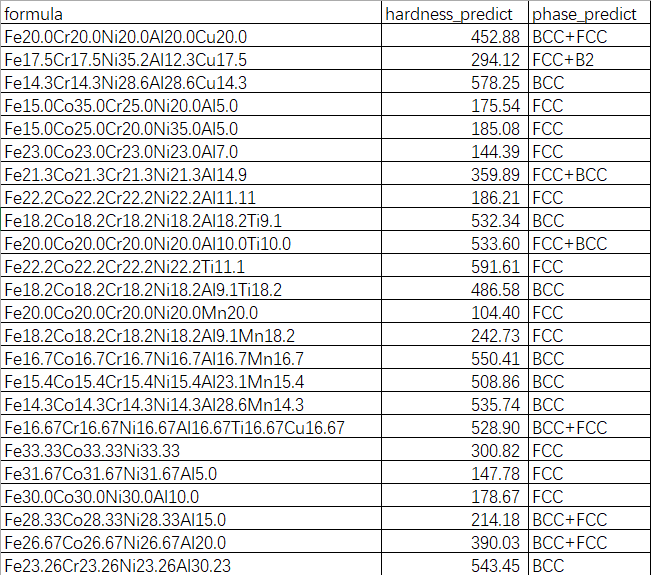 formula hardness_predict phase_predict
Fe20.0Cr20.0Ni20.0Al20.0Cu20.0 452.88 BCC+FCC
Fe17.5Cr17.5Ni35.2Al12.3Cu17.5 294.12 FCC+B2
Fe14.3Cr14.3Ni28.6Al28.6Cu14.3 578.25 BCC
Fe15.0Co35.0Cr25.0Ni20.0Al5.0 175.54 FCC
Fe15.0Co25.0Cr20.0Ni35.0Al5.0 185.08 FCC
Fe23.0Co23.0Cr23.0Ni23.0Al7.0 144.39 FCC
Fe21.3Co21.3Cr21.3Ni21.3Al14.9 359.89 FCC+BCC
Fe22.2Co22.2Cr22.2Ni22.2Al11.11 186.21 FCC
Fe18.2Co18.2Cr18.2Ni18.2Al18.2Ti9.1 532.34 BCC
Fe20.0Co20.0Cr20.0Ni20.0Al10.0Ti10.0 533.60 FCC+BCC
Fe22.2Co22.2Cr22.2Ni22.2Ti11.1 591.61 FCC
Fe18.2Co18.2Cr18.2Ni18.2Al9.1Ti18.2 486.58 BCC
Fe20.0Co20.0Cr20.0Ni20.0Mn20.0 104.40 FCC
Fe18.2Co18.2Cr18.2Ni18.2Al9.1Mn18.2 242.73 FCC
Fe16.7Co16.7Cr16.7Ni16.7Al16.7Mn16.7 550.41 BCC
Fe15.4Co15.4Cr15.4Ni15.4Al23.1Mn15.4 508.86 BCC
Fe14.3Co14.3Cr14.3Ni14.3Al28.6Mn14.3 535.74 BCC
Fe16.67Cr16.67Ni16.67Al16.67Ti16.67Cu16.67 528.90 BCC+FCC
Fe33.33Co33.33Ni33.33 300.82 FCC
Fe31.67Co31.67Ni31.67Al5.0 147.78 FCC
Fe30.0Co30.0Ni30.0Al10.0 178.67 FCC
Fe28.33Co28.33Ni28.33Al15.0 214.18 BCC+FCC
Fe26.67Co26.67Ni26.67Al20.0 390.03 BCC+FCC
Fe23.26Cr23.26Ni23.26Al30.23 543.45 BCC